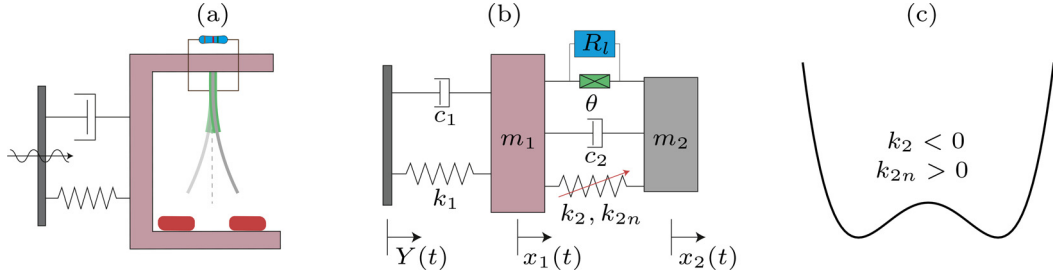 (a)
(b)
(c)
R_l
θ
c_1
m_1
c_2
m_2
k_1
k_2, k_{2n}
Y(t)
x_1(t)
x_2(t)
k_2 < 0
k_{2n} > 0